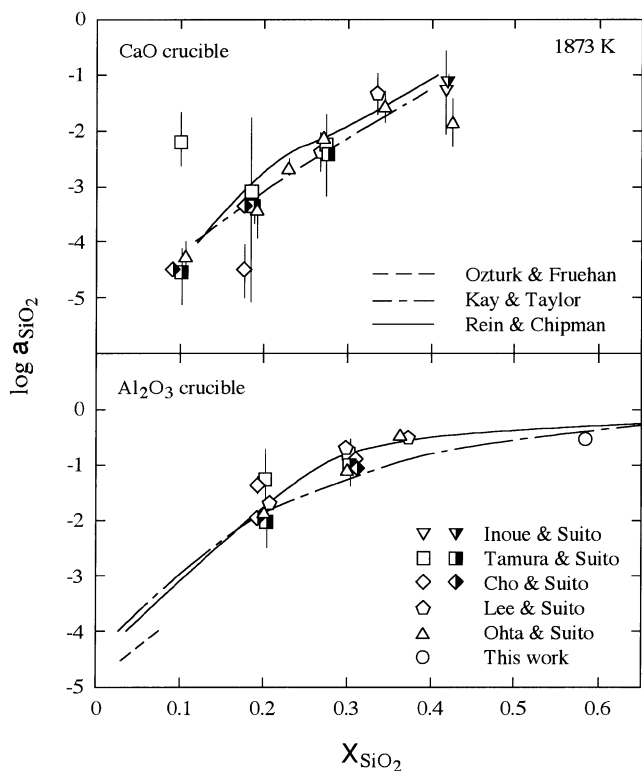 CaO crucible
1873 K
-1
-2
-3
-4
-5
Ozturk & Fruehan
Kay & Taylor
Rein & Chipman
log aSiO2
Al2O3 crucible
0
-1
-2
-3
-4
-5
Inoue & Suito
Tamura & Suito
Cho & Suito
Lee & Suito
Ohta & Suito
This work
0 0.1 0.2 0.3 0.4 0.5 0.6
XSiO2